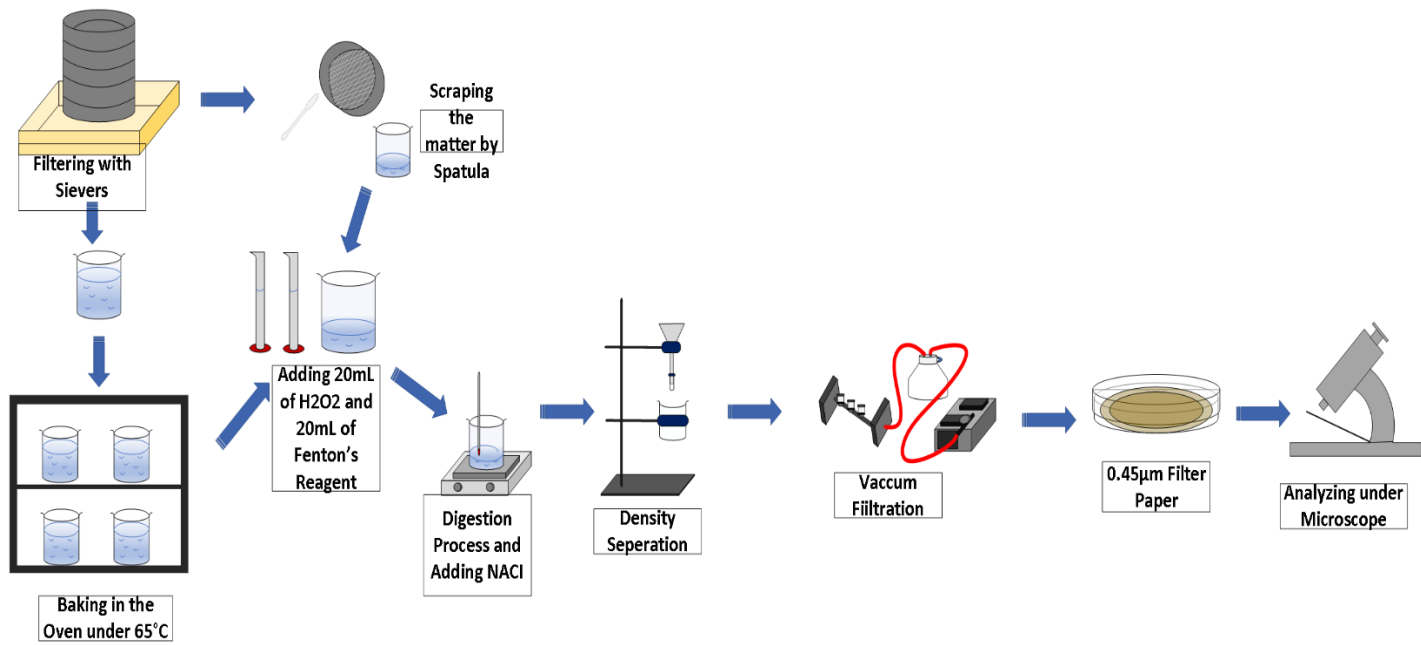 Filtering with
Sievers
Scraping
the
matter by
Spatula
Adding 20mL
of H2O2 and
20mL of
Fenton’s
Reagent
Baking in the
Oven under 65°C
Digestion
Process and
Adding NACI
Density
Seperation
Vaccum
Fiiltration
0.45µm Filter
Paper
Analyzing under
Microscope